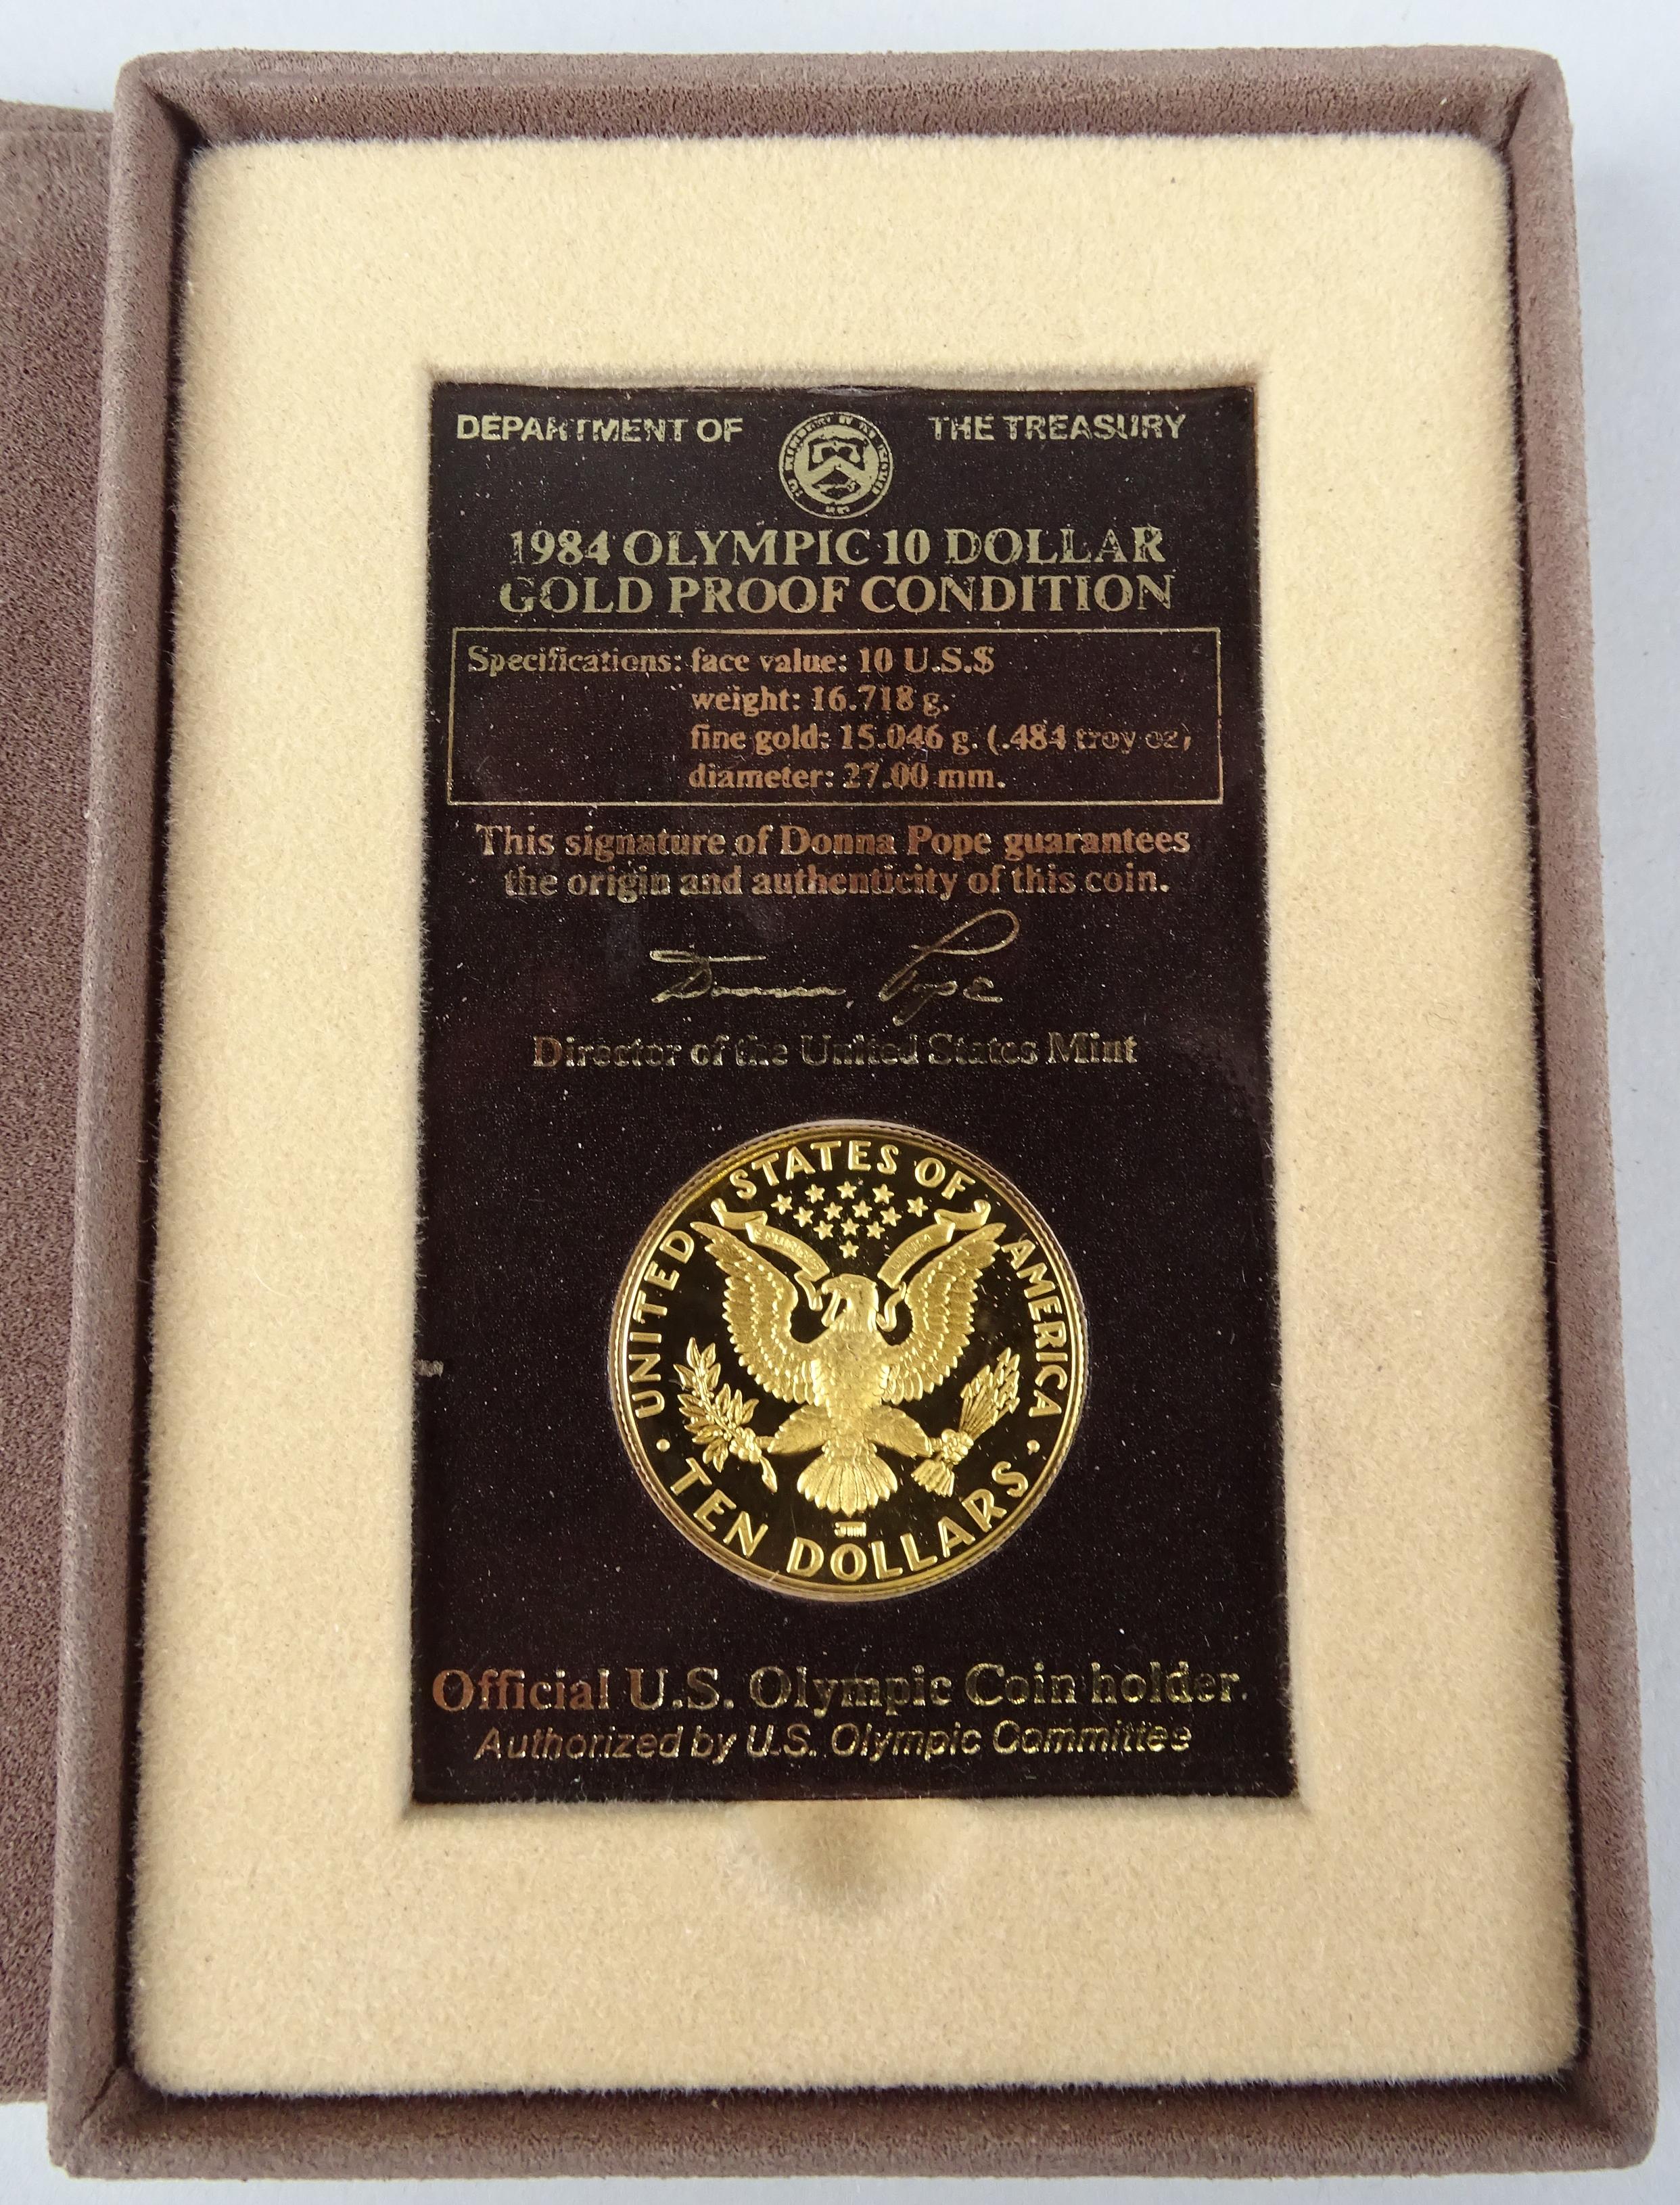 DEPARTMENT OF THE TREASURY
1984 OLYMPIC 10 DOLLAR
GOLD PROOF CONDITION
Specifications: face value: 10 U.S.$
weight: 16.718 g.
fine gold: 15.046 g. (.484 troy oz)
diameter: 27.00 mm.
This signature of Donna Pope guarantees
the origin and authenticity of this coin.
Donna Pope
Director of the United States Mint
UNITED STATES OF AMERICA
TEN DOLLARS
Official U.S. Olympic Coin holder.
Authorized by U.S. Olympic Committee